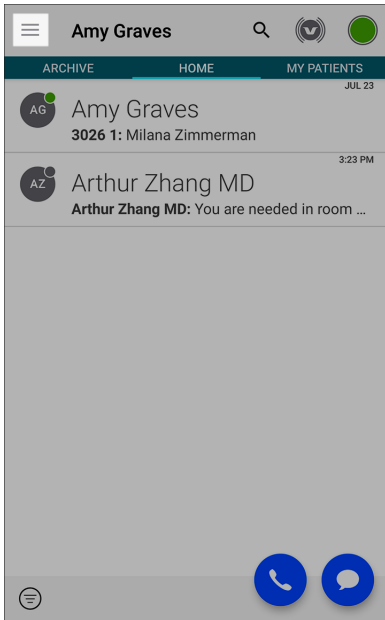 Amy Graves
ARCHIVE HOME MY PATIENTS
JUL 23
AG Amy Graves
3026 1: Milana Zimmerman
3:23 PM
AZ Arthur Zhang MD
Arthur Zhang MD: You are needed in room ...